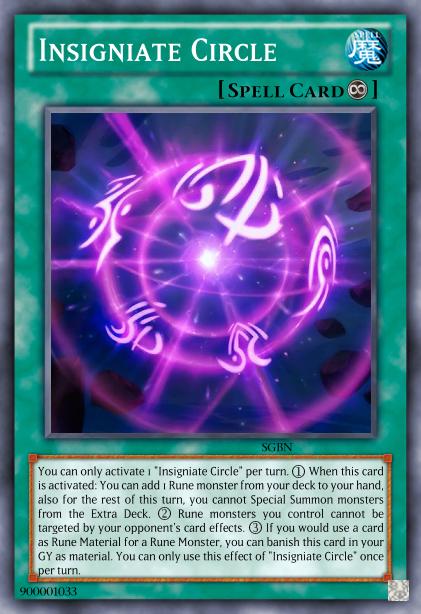 INSIGNIATE CIRCLE
SPELL
魔
[SPELL CARD♾]
SGBN
You can only activate 1 "Insigniate Circle" per turn. ① When this card
is activated: You can add 1 Rune monster from your deck to your hand,
also for the rest of this turn, you cannot Special Summon monsters
from the Extra Deck. ② Rune monsters you control cannot be
targeted by your opponent's card effects. ③ If you would use a card
as Rune Material for a Rune Monster, you can banish this card in your
GY as material. You can only use this effect of "Insigniate Circle" once
per turn.
900001033